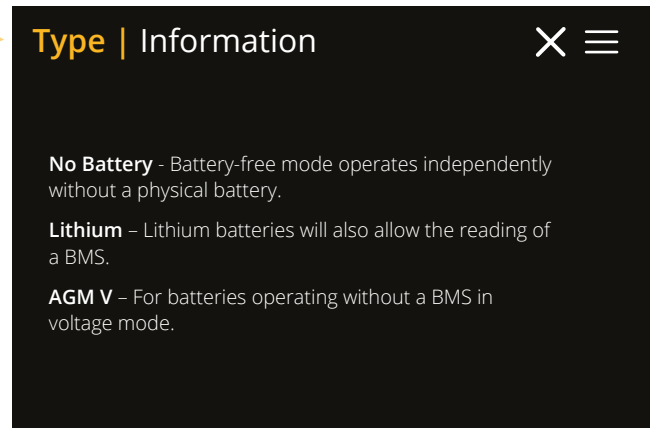 Type | Information
No Battery - Battery-free mode operates independently
without a physical battery.
Lithium – Lithium batteries will also allow the reading of
a BMS.
AGM V – For batteries operating without a BMS in
voltage mode.